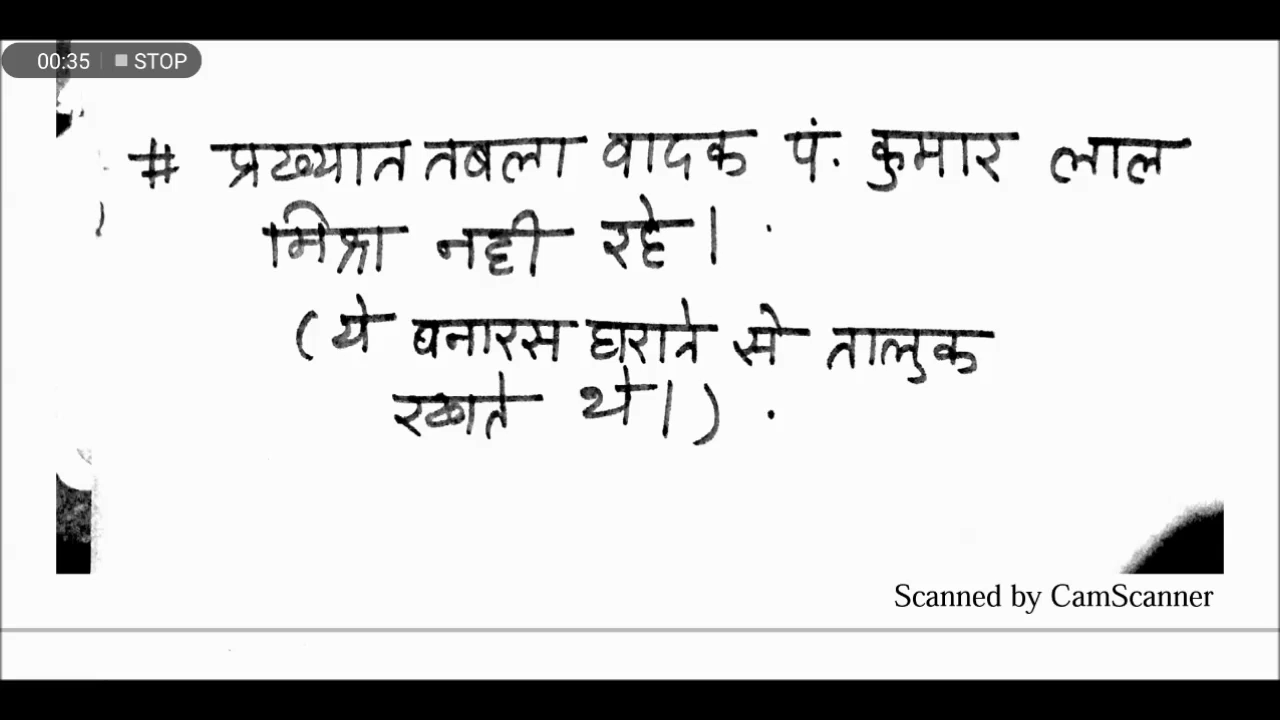 00:35 STOP
# प्रख्यात तबला वादक पं. कुमार लाल
मिश्रा नही रहे।
(ये बनारस घराने से तालुक
रखते थे।)
Scanned by CamScanner